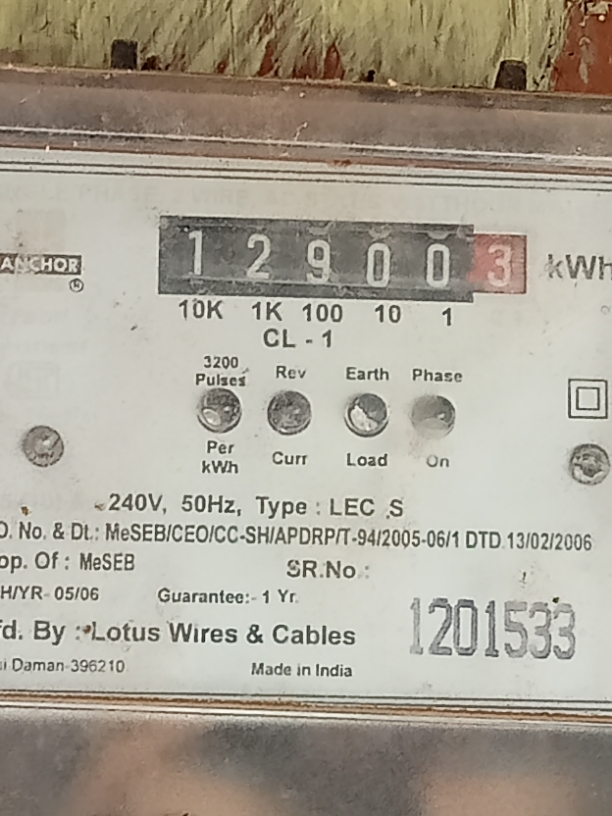 1 2 9 0 0 3 kWh
ANCHOR
®
10K 1K 100 10 1
CL - 1
3200 Pulses Rev Earth Phase
Per kWh Curr Load On
240V, 50Hz, Type : LEC S
O. No. & Dt.: MeSEB/CEO/CC-SH/APDRP/T-94/2005-06/1 DTD.13/02/2006
op. Of : MeSEB SR.No.:
H/YR- 05/06 Guarantee:- 1 Yr.
1201533
fd. By : Lotus Wires & Cables
i Daman-396210 Made in India